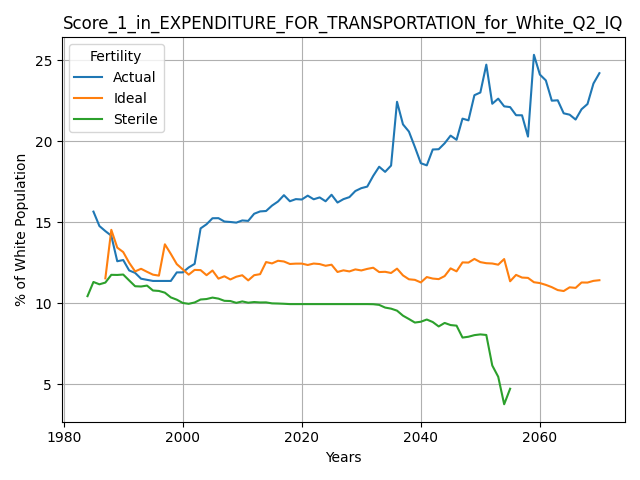 Score_1_in_EXPENDITURE_FOR_TRANSPORTATION_for_White_Q2_IQ
Fertility
Actual
Ideal
Sterile
% of White Population
25
20
15
10
5
1980
2000
2020
2040
2060
Years